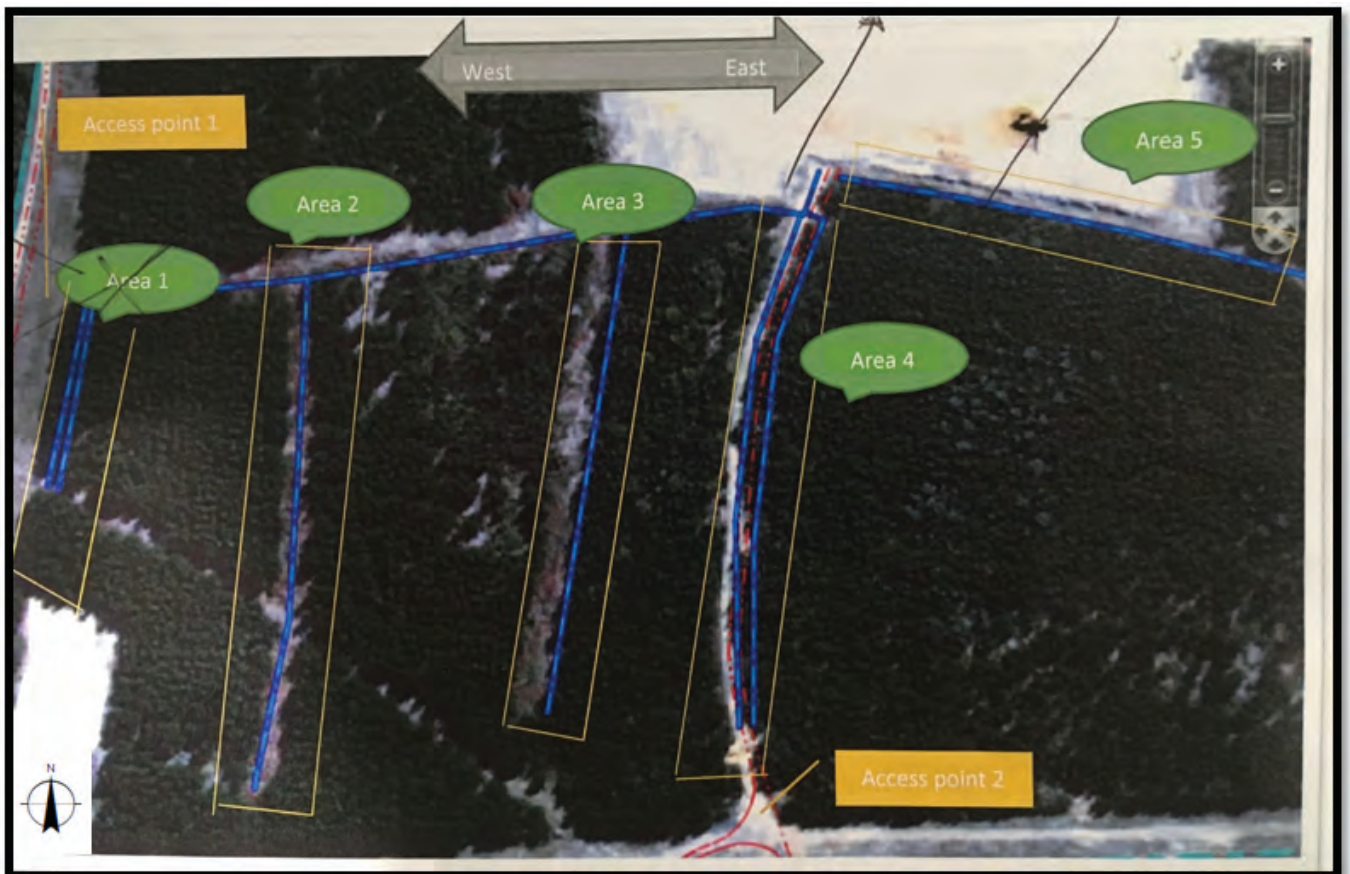 West
East
Access point 1
Area 5
Area 2
Area 3
Area 1
Area 4
Access point 2
N